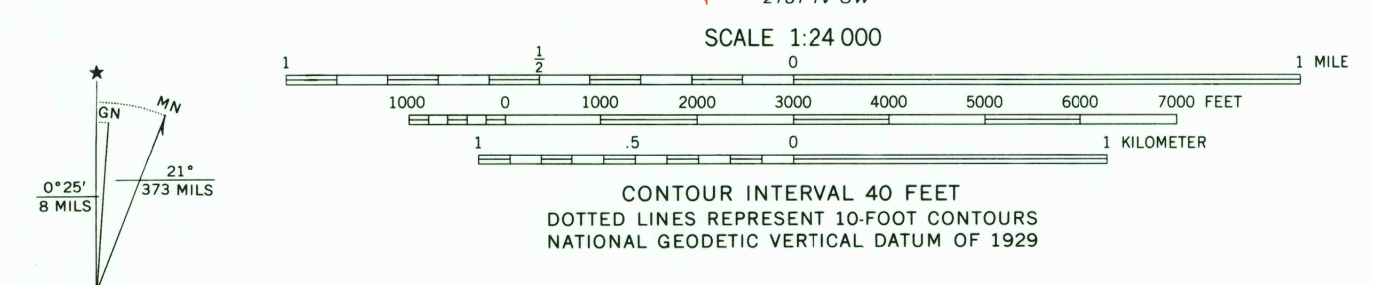 SCALE 1:24 000
1 1/2 0 1 MILE
1000 0 1000 2000 3000 4000 5000 6000 7000 FEET
1 .5 0 1 KILOMETER
CONTOUR INTERVAL 40 FEET
DOTTED LINES REPRESENT 10-FOOT CONTOURS
NATIONAL GEODETIC VERTICAL DATUM OF 1929
★
GN
MN
0°25′
8 MILS
21°
373 MILS